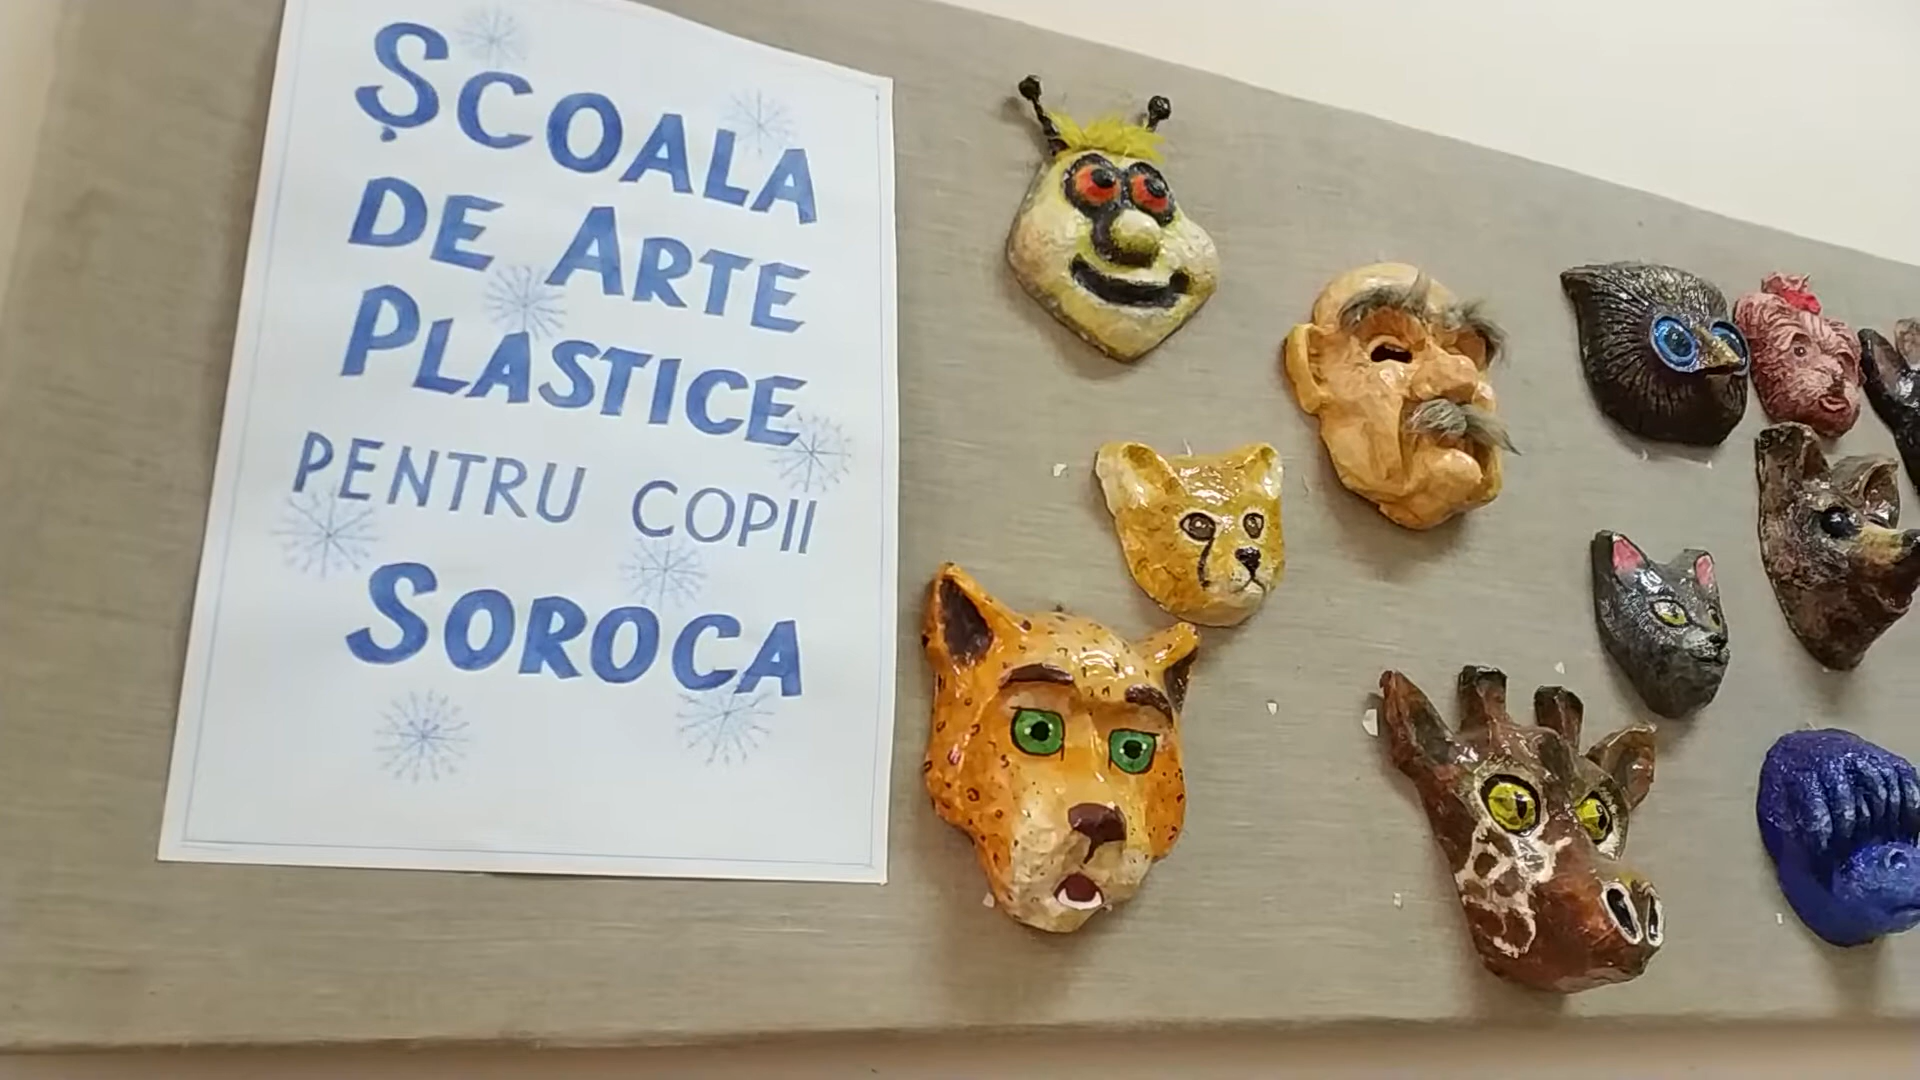 ȘCOALA
DE ARTE
PLASTICE
PENTRU COPII
SOROCA